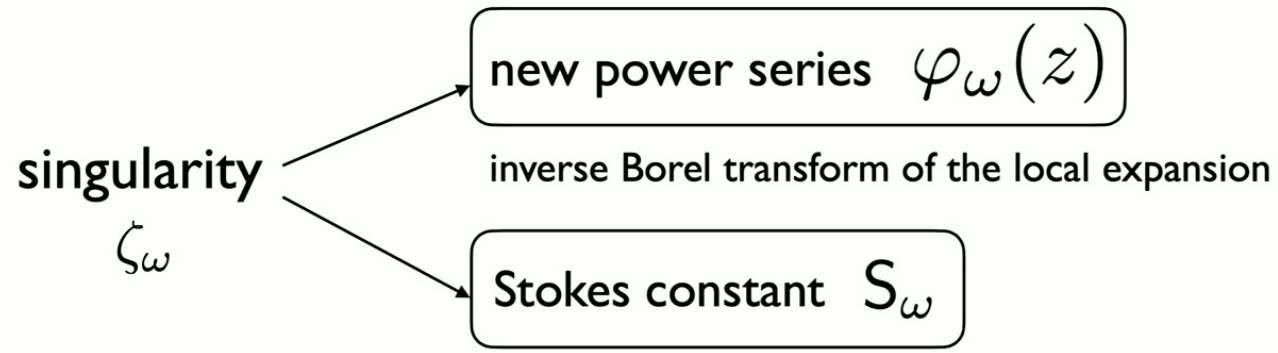 new power series φ_ω(z)
singularity
ζ_ω
inverse Borel transform of the local expansion
Stokes constant S_ω